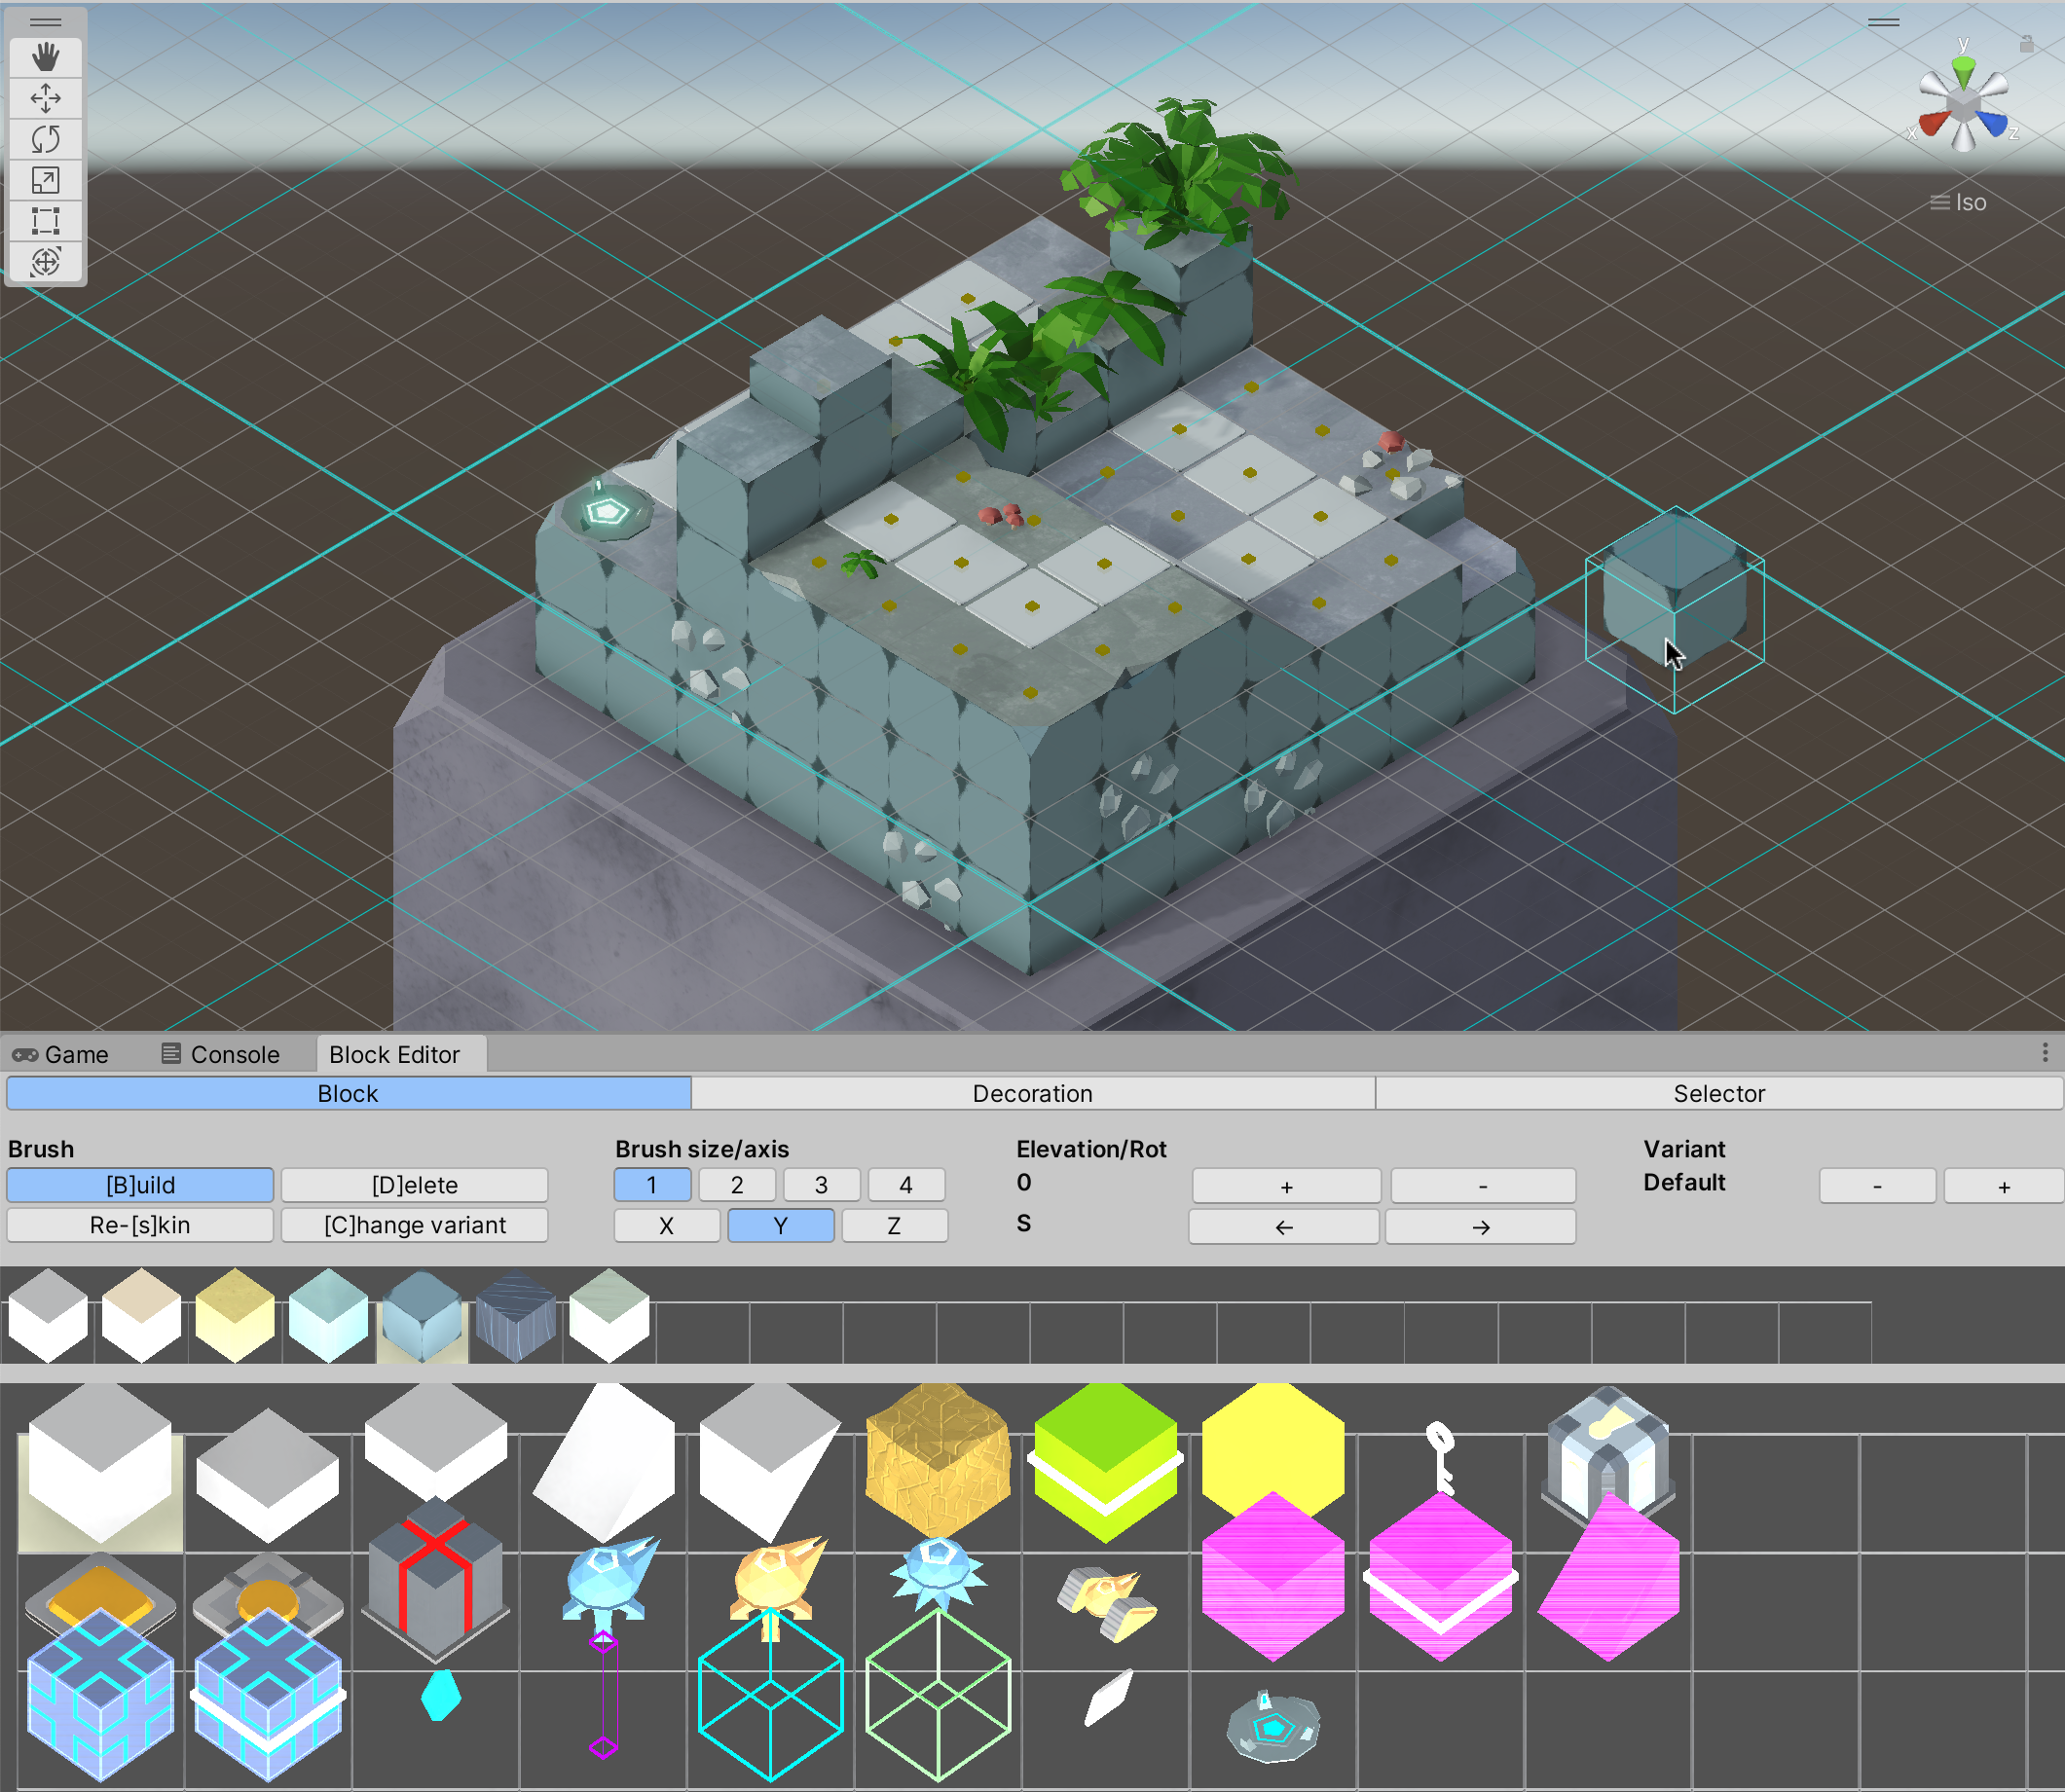 y
x
z
Iso
Game Console Block Editor
Block Decoration Selector
Brush Brush size/axis Elevation/Rot Variant
[B]uild [D]elete 1 2 3 4 0 + - Default - +
Re-[s]kin [C]hange variant X Y Z S ← →